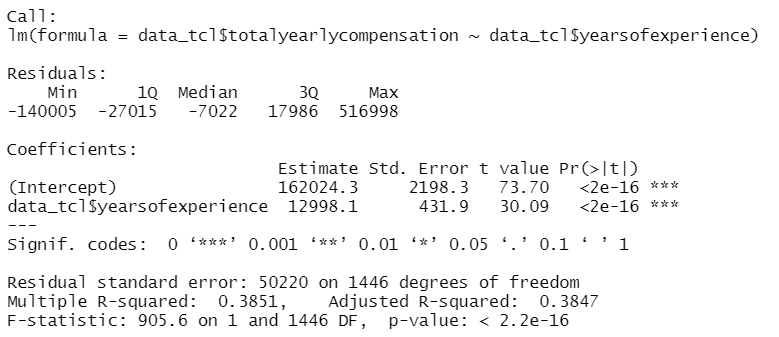 Call:
lm(formula = data_tcl$totalyearlycompensation ~ data_tcl$yearsofexperience)
Residuals:
Min 1Q Median 3Q Max
-140005 -27015 -7022 17986 516998
Coefficients:
Estimate Std. Error t value Pr(>|t|)
(Intercept) 162024.3 2198.3 73.70 <2e-16 ***
data_tcl$yearsofexperience 12998.1 431.9 30.09 <2e-16 ***
---
Signif. codes: 0 ‘***’ 0.001 ‘**’ 0.01 ‘*’ 0.05 ‘.’ 0.1 ‘ ’ 1
Residual standard error: 50220 on 1446 degrees of freedom
Multiple R-squared: 0.3851, Adjusted R-squared: 0.3847
F-statistic: 905.6 on 1 and 1446 DF, p-value: < 2.2e-16